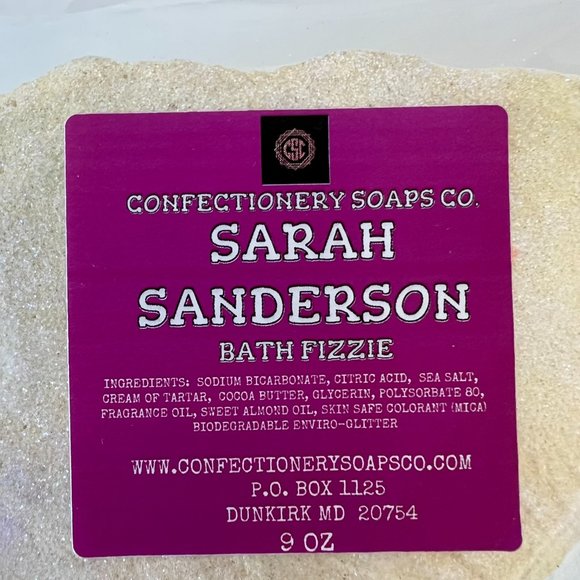 CSC
CONFECTIONERY SOAPS CO.
SARAH
SANDERSON
BATH FIZZIE
INGREDIENTS: SODIUM BICARBONATE, CITRIC ACID, SEA SALT,
CREAM OF TARTAR, COCOA BUTTER, GLYCERIN, POLYSORBATE 80,
FRAGRANCE OIL, SWEET ALMOND OIL, SKIN SAFE COLORANT (MICA)
BIODEGRADABLE ENVIRO-GLITTER
WWW.CONFECTIONERYSOAPSCO.COM
P.O. BOX 1125
DUNKIRK MD 20754
9 OZ